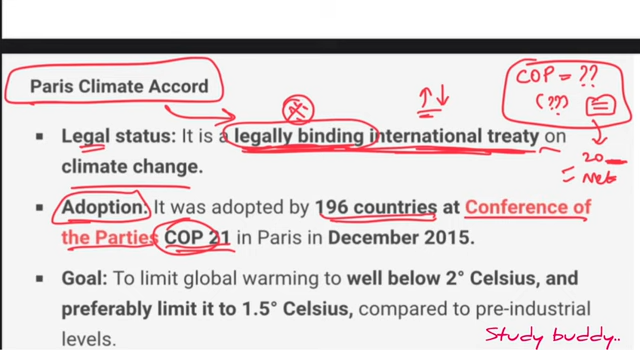 COP = ??
(???)
Paris Climate Accord
20
= Net
▪ Legal status: It is a legally binding international treaty on
climate change.
▪ Adoption. It was adopted by 196 countries at Conference of
the Parties COP 21 in Paris in December 2015.
▪ Goal: To limit global warming to well below 2° Celsius, and
preferably limit it to 1.5° Celsius, compared to pre-industrial
levels.
Study buddy..